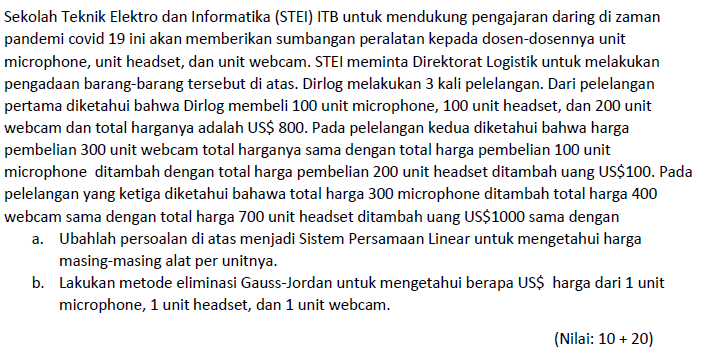 Sekolah Teknik Elektro dan Informatika (STEI) ITB untuk mendukung pengajaran daring di zaman
pandemi covid 19 ini akan memberikan sumbangan peralatan kepada dosen-dosennya unit
microphone, unit headset, dan unit webcam. STEI meminta Direktorat Logistik untuk melakukan
pengadaan barang-barang tersebut di atas. Dirlog melakukan 3 kali pelelangan. Dari pelelangan
pertama diketahui bahwa Dirlog membeli 100 unit microphone, 100 unit headset, dan 200 unit
webcam dan total harganya adalah US$ 800. Pada pelelangan kedua diketahui bahwa harga
pembelian 300 unit webcam total harganya sama dengan total harga pembelian 100 unit
microphone ditambah dengan total harga pembelian 200 unit headset ditambah uang US$100. Pada
pelelangan yang ketiga diketahui bahawa total harga 300 microphone ditambah total harga 400
webcam sama dengan total harga 700 unit headset ditambah uang US$1000 sama dengan
a. Ubahlah persoalan di atas menjadi Sistem Persamaan Linear untuk mengetahui harga
masing-masing alat per unitnya.
b. Lakukan metode eliminasi Gauss-Jordan untuk mengetahui berapa US$ harga dari 1 unit
microphone, 1 unit headset, dan 1 unit webcam.
(Nilai: 10 + 20)